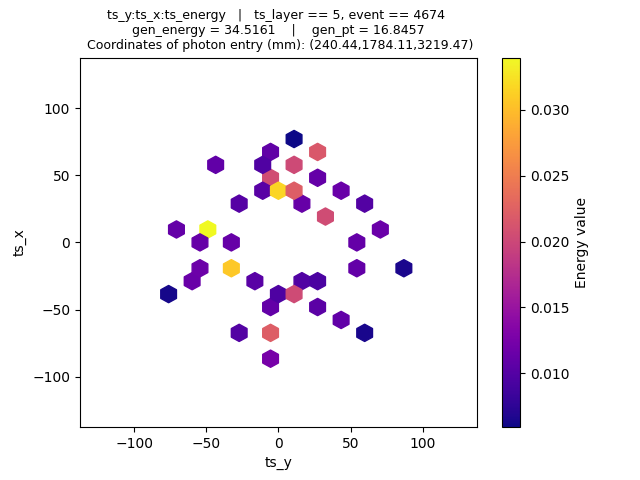 ts_y:ts_x:ts_energy | ts_layer == 5, event == 4674
gen_energy = 34.5161 | gen_pt = 16.8457
Coordinates of photon entry (mm): (240.44,1784.11,3219.47)
100
50
0
−50
−100
ts_x
−100
−50
0
50
100
ts_y
0.030
0.025
0.020
0.015
0.010
Energy value